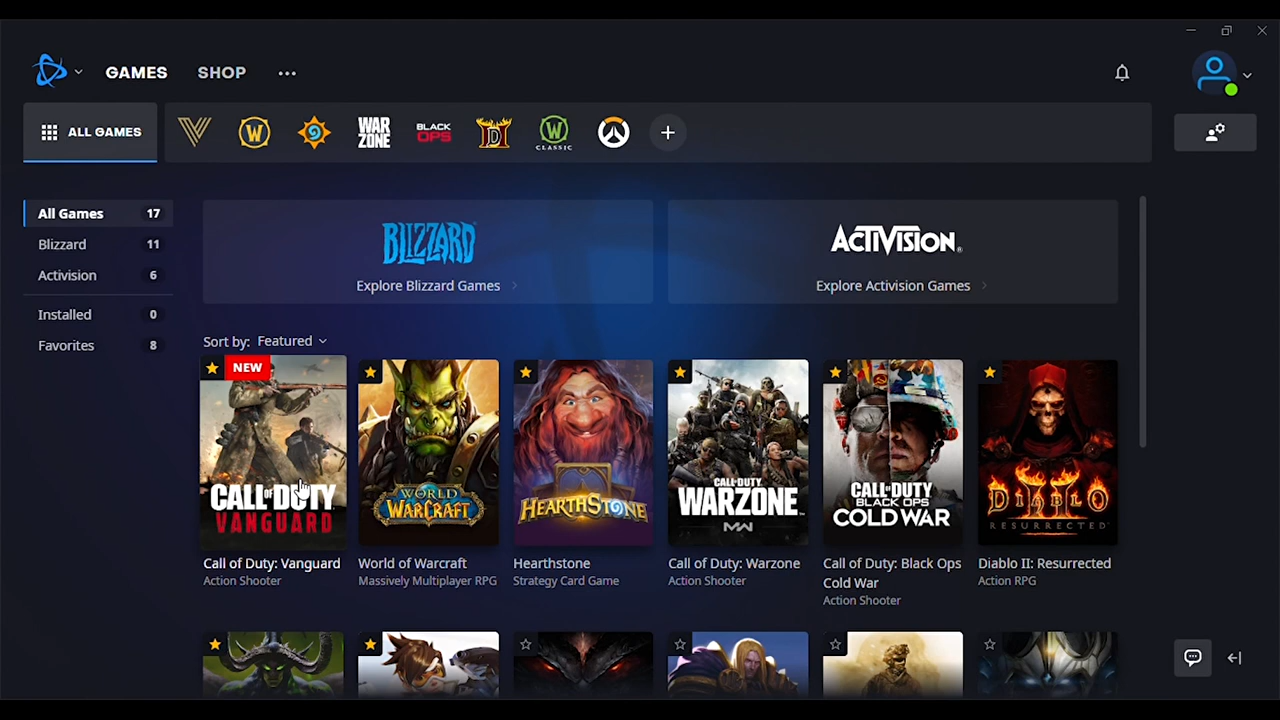 GAMES SHOP
ALL GAMES
W
WAR
ZONE
BLACK
OPS
D
W
CLASSIC
All Games 17
Blizzard 11
Activision 6
Installed 0
Favorites 8
BLIZZARD
Explore Blizzard Games
ACTIVISION
Explore Activision Games
Sort by: Featured
NEW
CALL OF DUTY
VANGUARD
WORLD
OF
WARCRAFT
HEARTHSTONE
CALL OF DUTY
WARZONE
MW
CALL OF DUTY
BLACK OPS
COLD WAR
DIABLO
RESURRECTED
Call of Duty: Vanguard
Action Shooter
World of Warcraft
Massively Multiplayer RPG
Hearthstone
Strategy Card Game
Call of Duty: Warzone
Action Shooter
Call of Duty: Black Ops
Cold War
Action Shooter
Diablo II: Resurrected
Action RPG